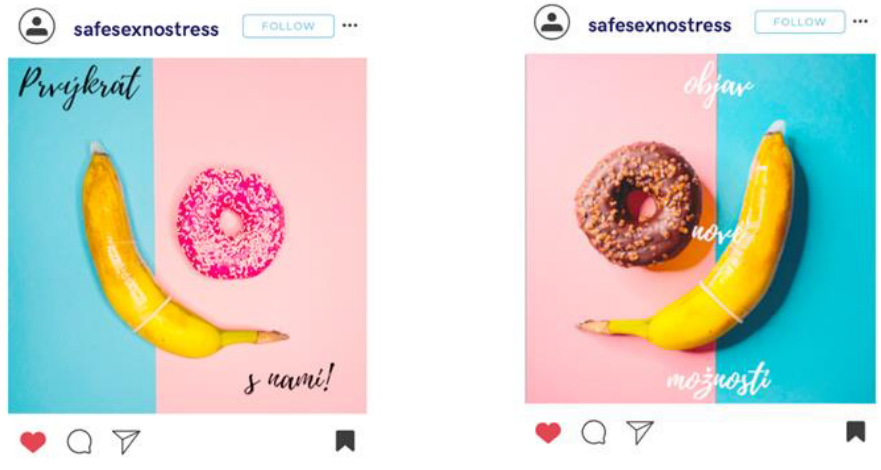 safesexnostress
FOLLOW
Prvýkrát
s nami!
safesexnostress
FOLLOW
objav
nové
možnosti